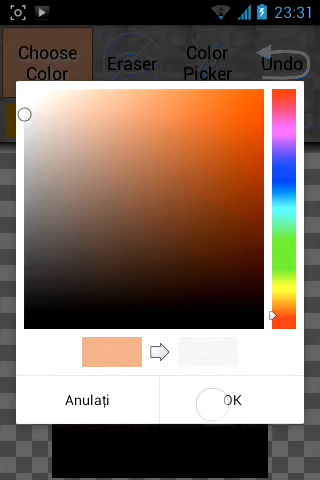 23:31
Choose
Color
Eraser
Color
Picker
Undo
Anulați
OK